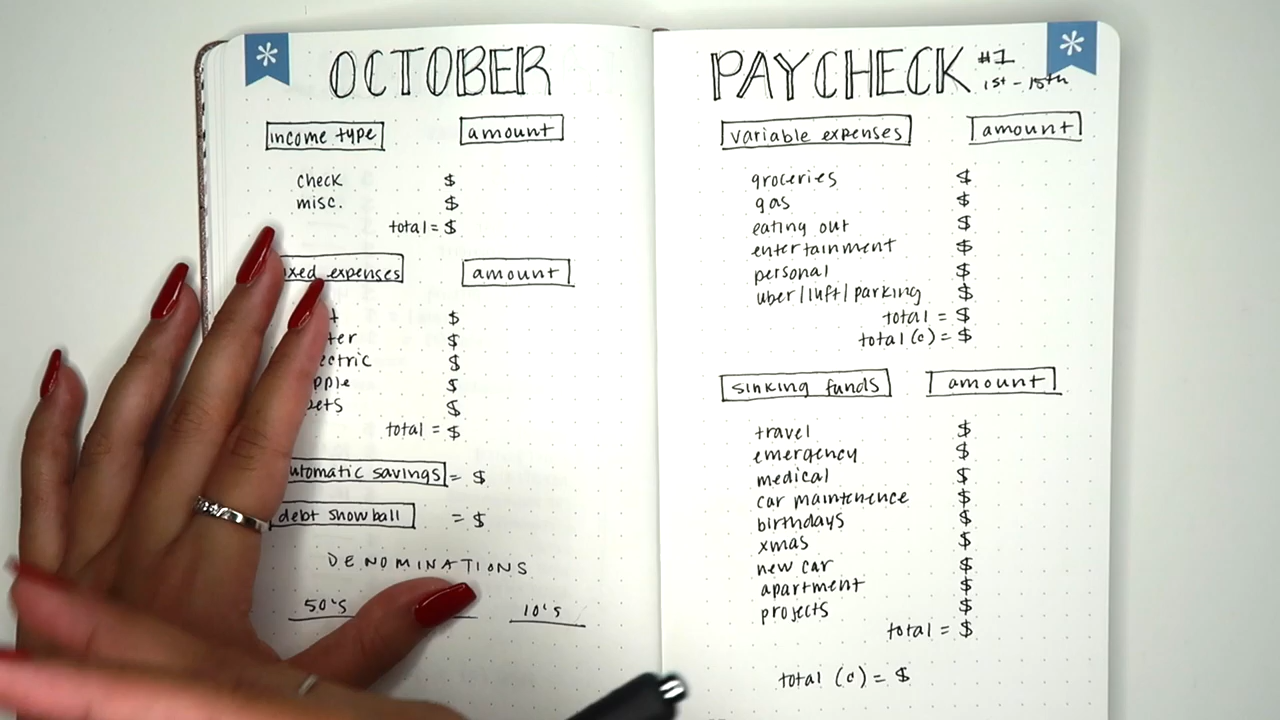 OCTOBER
income type amount
check $
misc. $
total = $
expenses amount
$
$
$
$
$
total = $
savings = $
debt snowball = $
DENOMINATIONS
50's 10's
PAYCHECK #1
1st - 15th
variable expenses amount
groceries $
gas $
eating out $
entertainment $
personal $
uber/lyft/parking $
total = $
total (c) = $
sinking funds amount
travel $
emergency $
medical $
car maintenence $
birthdays $
xmas $
new car $
apartment $
projects $
total = $
total (c) = $